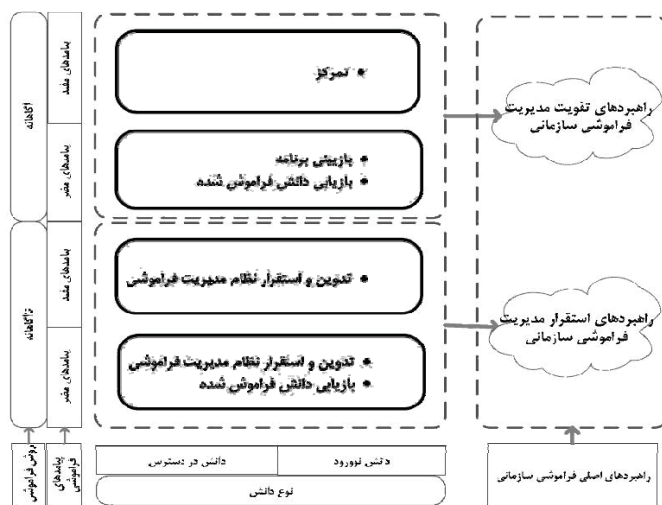 راهبردهای تقویت مدیریت
فراموشی سازمانی
تمرکز
بازبینی برنامه
بازیابی دانش فراموش شده
آگاهانه
پیامدهای مفید
پیامدهای مضر
راهبردهای استقرار مدیریت
فراموشی سازمانی
تدوین و استقرار نظام مدیریت فراموشی
تدوین و استقرار نظام مدیریت فراموشی
بازیابی دانش فراموش شده
ناآگاهانه
پیامدهای مفید
پیامدهای مضر
راهبردهای اصلی فراموشی سازمانی
دانش نوورود
دانش در دسترس
نوع دانش
پیامدهای
فراموشی
روش فراموشی